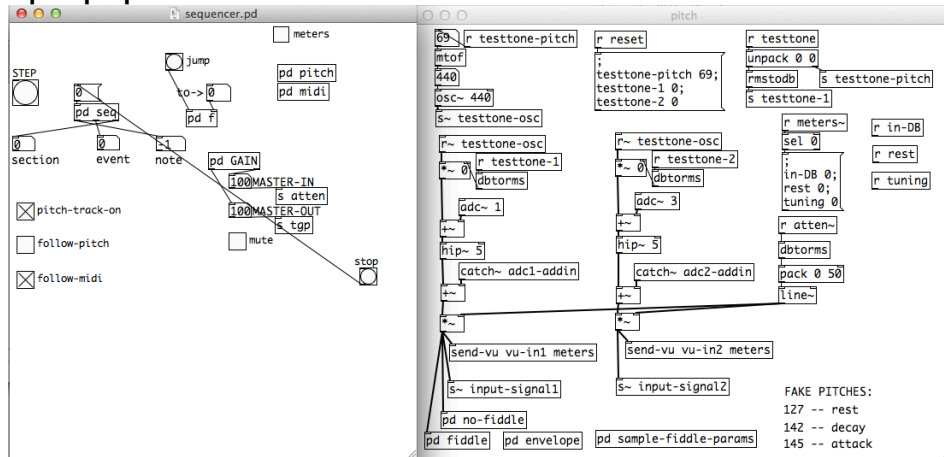 sequencer.pd
meters
jump
STEP
pd pitch
0
to->
0
pd midi
pd seq
pd f
0
0
-1
section
event
note
pd GAIN
100
MASTER-IN
s atten
pitch-track-on
100
MASTER-OUT
s tgp
follow-pitch
mute
stop
follow-midi
pitch
69
r testtone-pitch
mtof
440
osc~ 440
s~ testtone-osc
r~ testtone-osc
*~ 0
r testtone-1
dbtorms
adc~ 1
+~
hip~ 5
catch~ adc1-addin
+~
*~
send-vu vu-in1 meters
s~ input-signal1
pd no-fiddle
pd fiddle
pd envelope
pd sample-fiddle-params
r reset
;
testtone-pitch 69;
testtone-1 0;
testtone-2 0
r~ testtone-osc
*~ 0
r testtone-2
dbtorms
adc~ 3
+~
hip~ 5
catch~ adc2-addin
+~
*~
send-vu vu-in2 meters
s~ input-signal2
r testtone
unpack 0 0
rmstodb
s testtone-pitch
s testtone-1
r meters~
sel 0
;
in-DB 0;
rest 0;
tuning 0
r in-DB
r rest
r tuning
r atten~
dbtorms
pack 0 50
line~
FAKE PITCHES:
127 -- rest
142 -- decay
145 -- attack